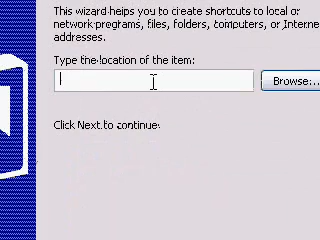 This wizard helps you to create shortcuts to local or
network programs, files, folders, computers, or Internet
addresses.
Type the location of the item:
Browse...
Click Next to continue.